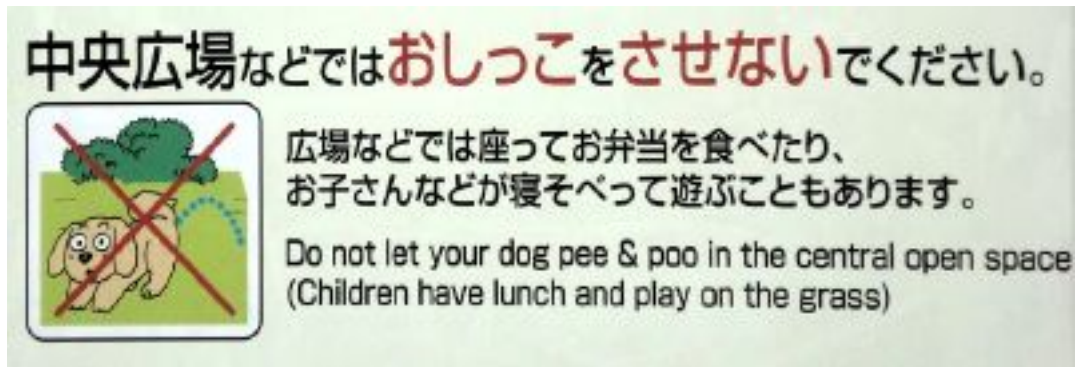 中央広場などではおしっこをさせないでください。
広場などでは座ってお弁当を食べたり、
お子さんなどが寝そべって遊ぶこともあります。
Do not let your dog pee & poo in the central open space
(Children have lunch and play on the grass)